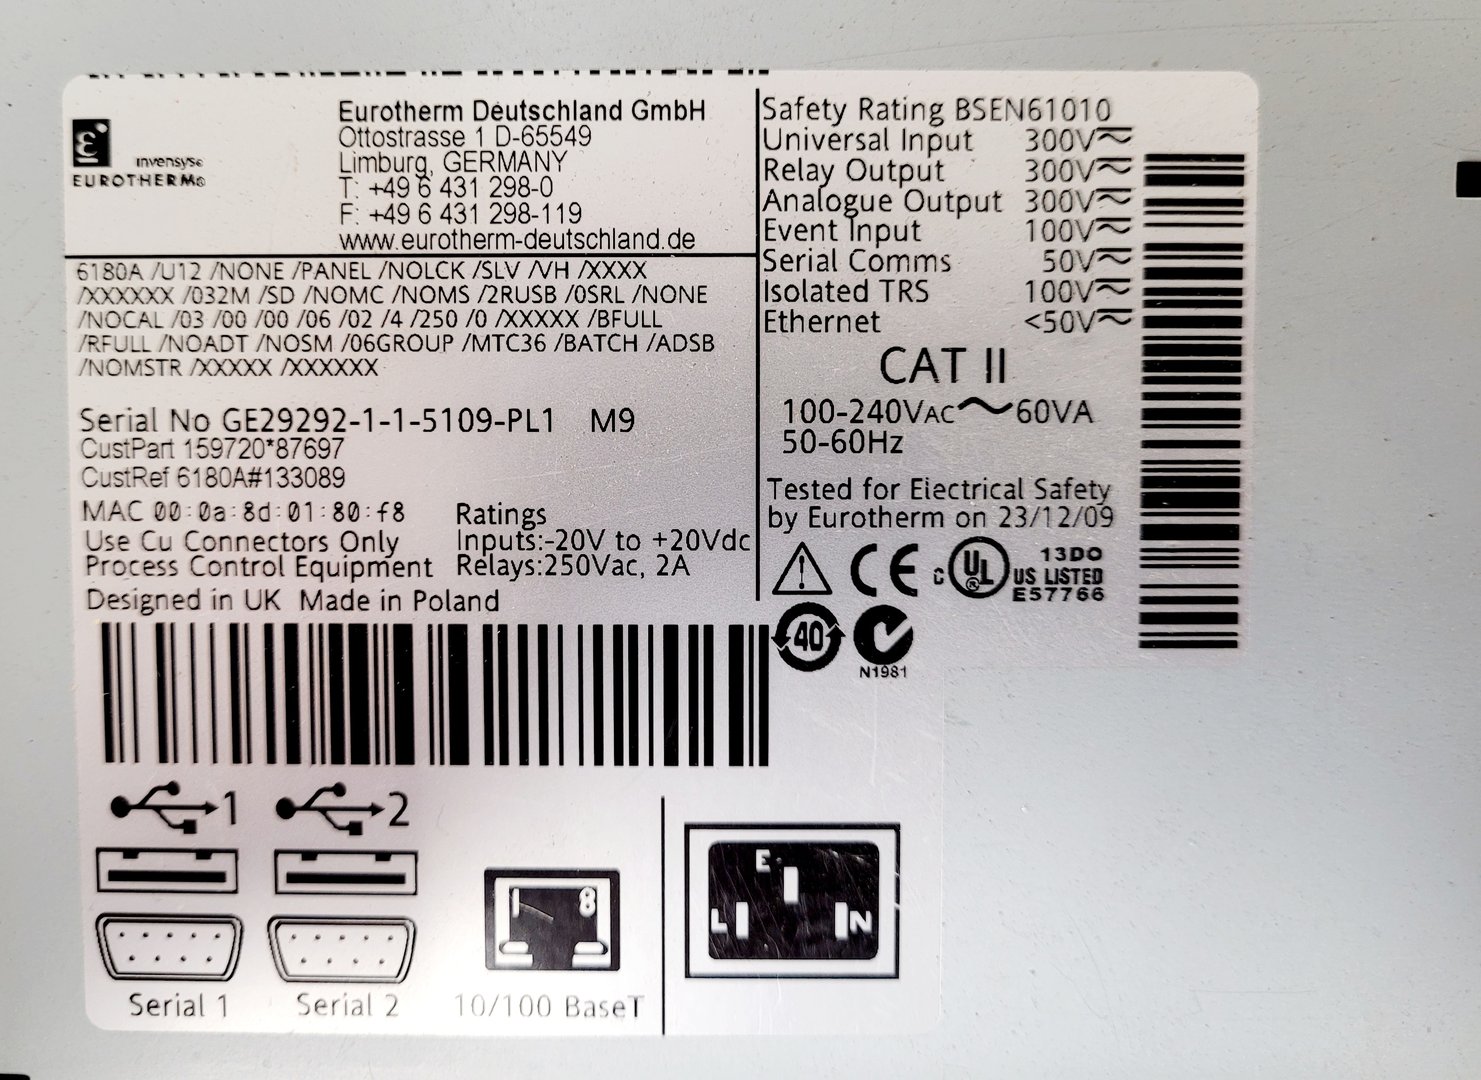 invensys
EUROTHERM®
Eurotherm Deutschland GmbH
Ottostrasse 1 D-65549
Limburg, GERMANY
T: +49 6 431 298-0
F: +49 6 431 298-119
www.eurotherm-deutschland.de
6180A /U12 /NONE /PANEL /NOLCK /SLV /VH /XXXX
/XXXXXX /032M /SD /NOMC /NOMS /2RUSB /0SRL /NONE
/NOCAL /03 /00 /00 /06 /02 /4 /250 /0 /XXXXX /BFULL
/RFULL /NOADT /NOSM /06GROUP /MTC36 /BATCH /ADSB
/NOMSTR /XXXXX /XXXXXX
Serial No GE29292-1-1-5109-PL1 M9
CustPart 159720*87697
CustRef 6180A#133089
MAC 00:0a:8d:01:80:f8
Use Cu Connectors Only
Process Control Equipment
Ratings
Inputs:-20V to +20Vdc
Relays:250Vac, 2A
Designed in UK Made in Poland
Safety Rating BSEN61010
Universal Input 300V
Relay Output 300V
Analogue Output 300V
Event Input 100V
Serial Comms 50V
Isolated TRS 100V
Ethernet <50V
CAT II
100-240VAC~60VA
50-60Hz
Tested for Electrical Safety
by Eurotherm on 23/12/09
CE
C UL ® US LISTED
13DO
E57766
40
N1981
1
2
Serial 1
Serial 2
1 8
10/100 BaseT
E
L N